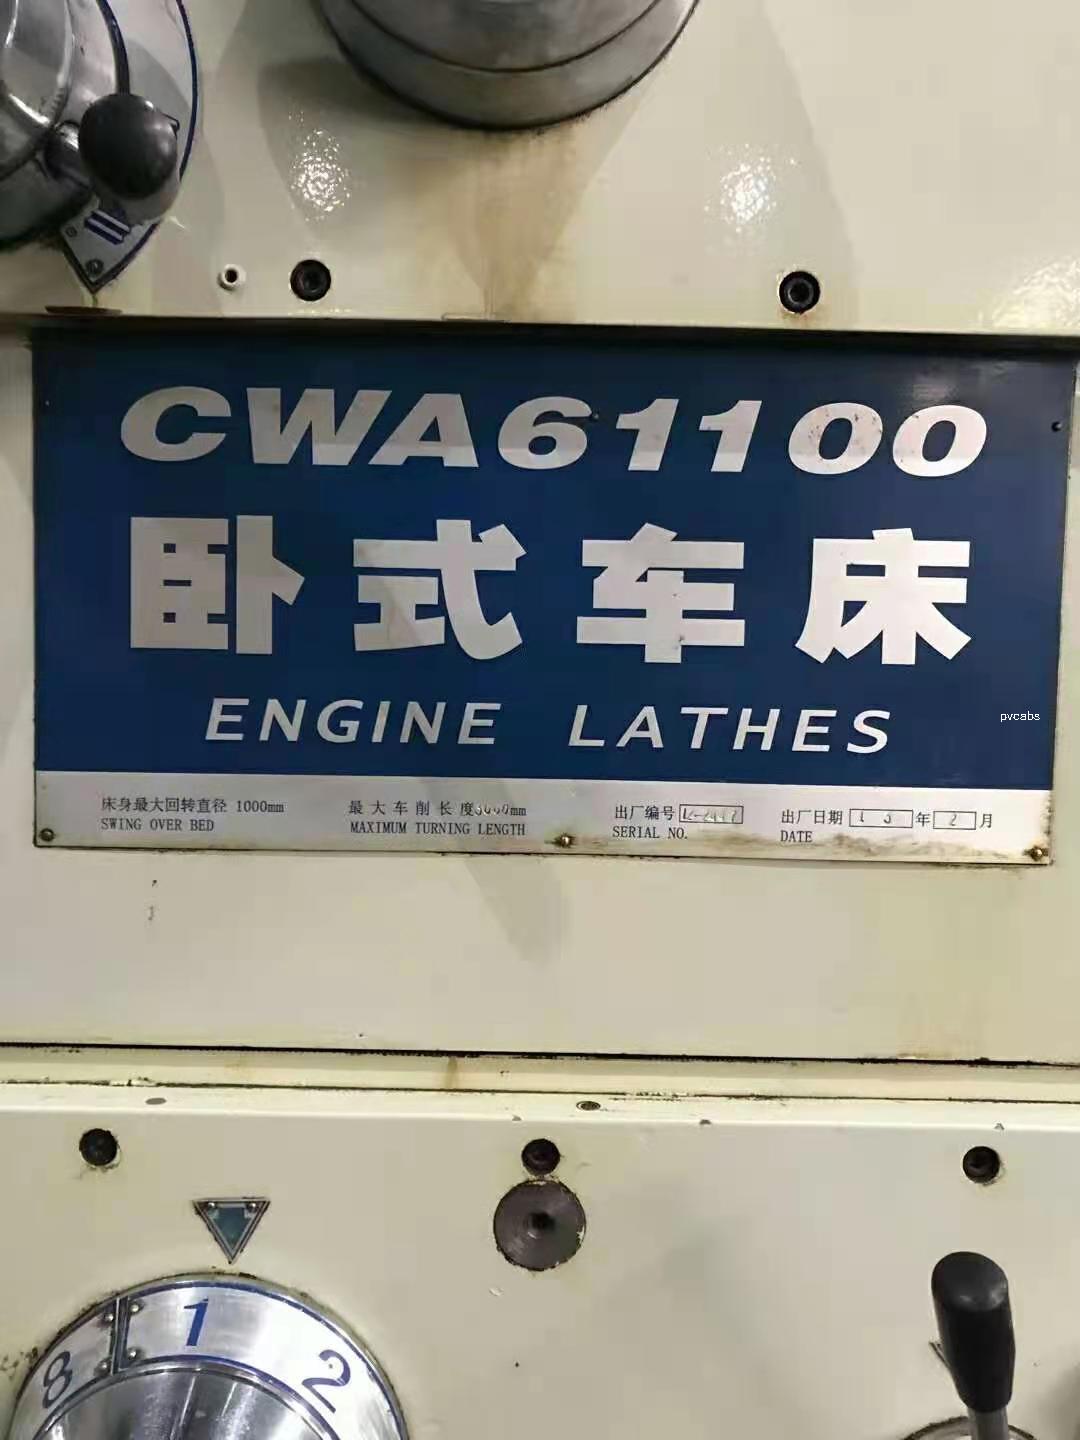 CWA61100
卧式车床
ENGINE LATHES
pvcabs
床身最大回转直径 1000mm
SWING OVER BED
最大车削长度 mm
MAXIMUM TURNING LENGTH
出厂编号
SERIAL NO.
出厂日期 年 2 月
DATE
8 1 2